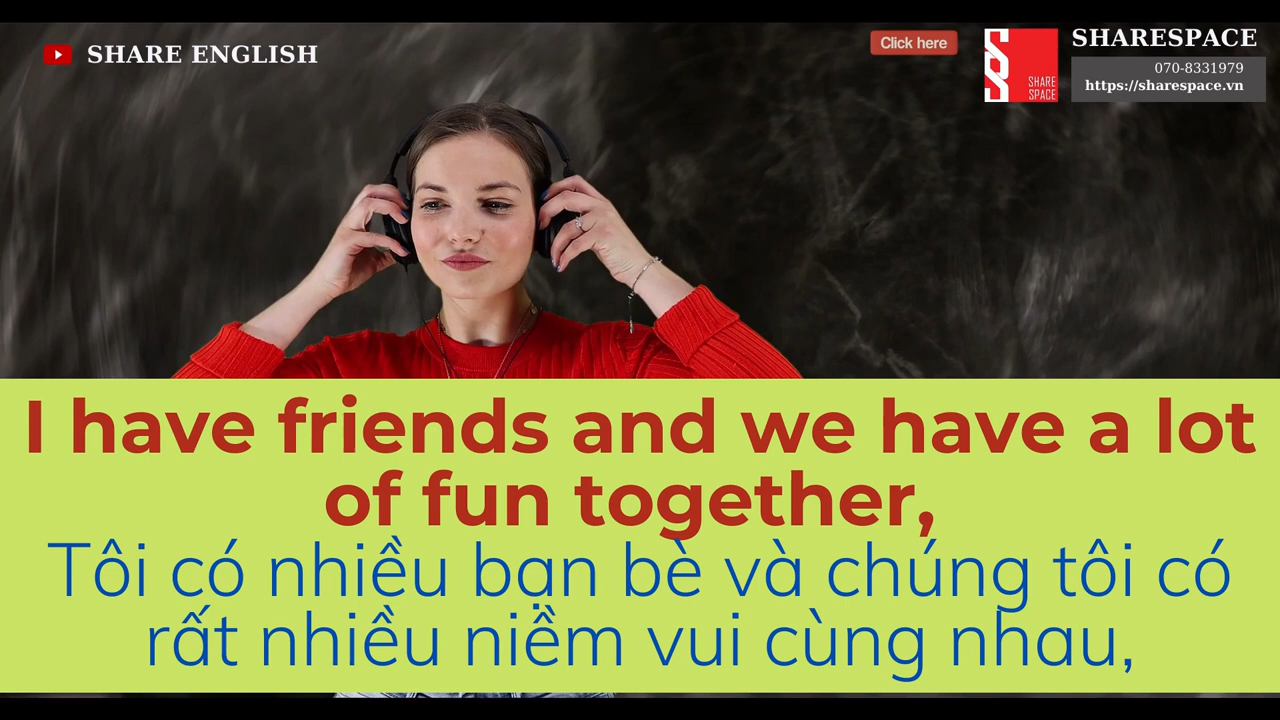 SHARE ENGLISH
Click here
SHARE
SPACE
SHARESPACE
070-8331979
https://sharespace.vn
I have friends and we have a lot
of fun together,
Tôi có nhiều bạn bè và chúng tôi có
rất nhiều niềm vui cùng nhau,